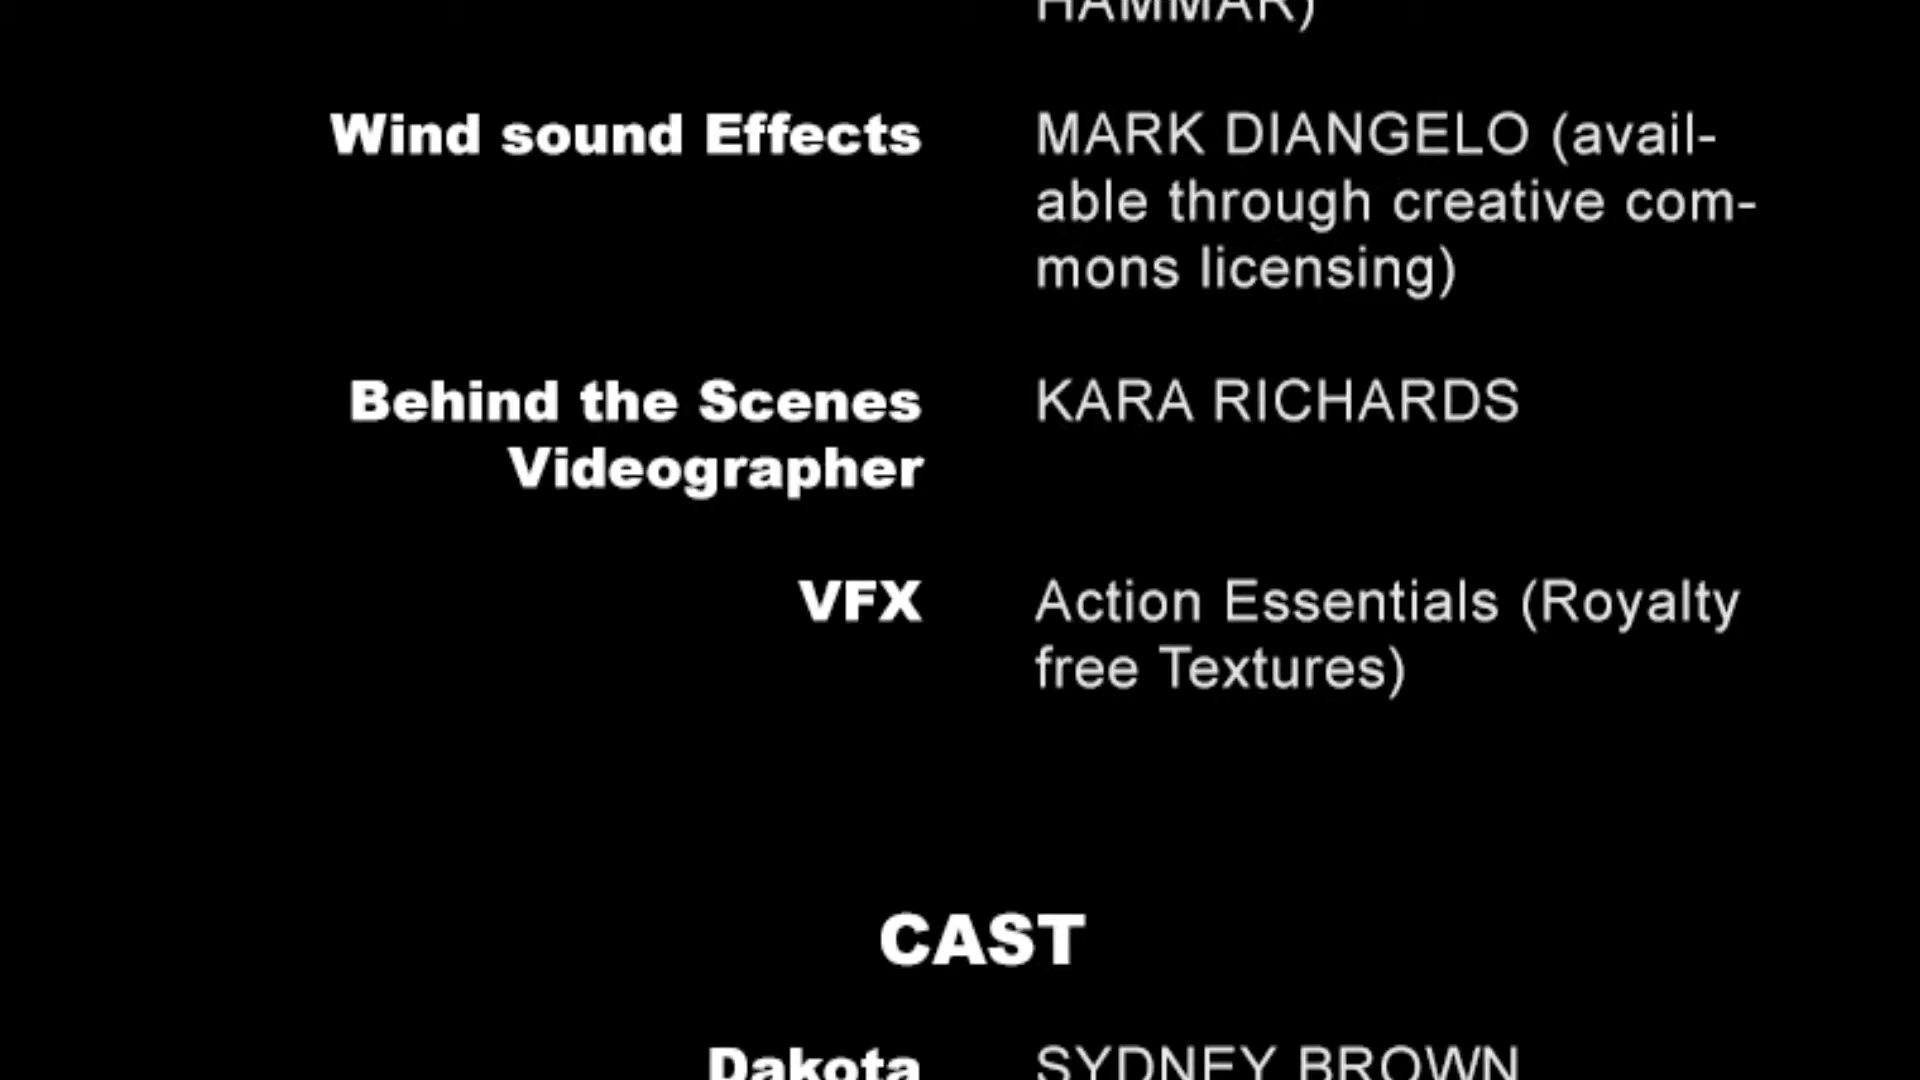 HAMMAR)
Wind sound Effects
MARK DIANGELO (avail-
able through creative com-
mons licensing)
Behind the Scenes
Videographer
KARA RICHARDS
VFX
Action Essentials (Royalty
free Textures)
CAST
Dakota
SYDNEY BROWN